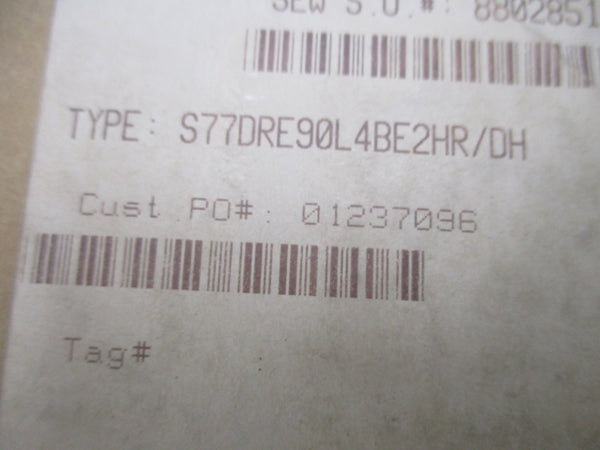 SEW S.O.#: 8802851
TYPE: S77DRE90L4BE2HR/DH
Cust PO#: 01237096
Tag#